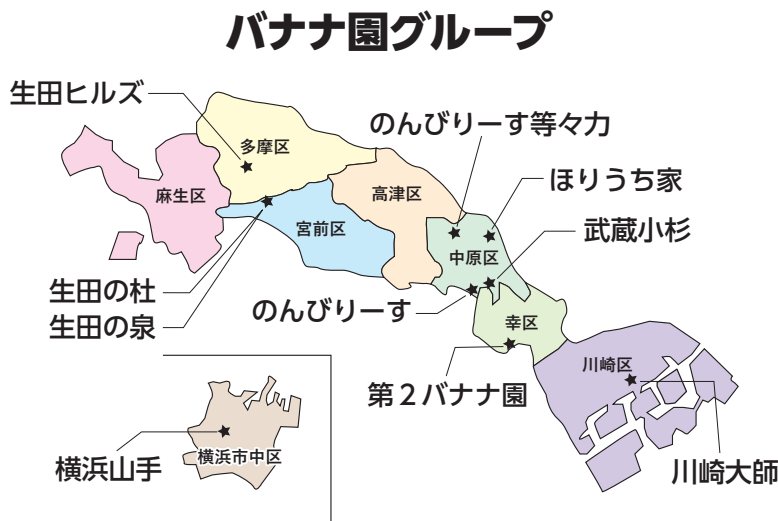 バナナ園グループ
生田ヒルズ
多摩区
のんびりーす等々力
麻生区
高津区
ほりうち家
宮前区
武蔵小杉
中原区
生田の杜
のんびりーす
生田の泉
幸区
川崎区
第２バナナ園
横浜山手
横浜市中区
川崎大師